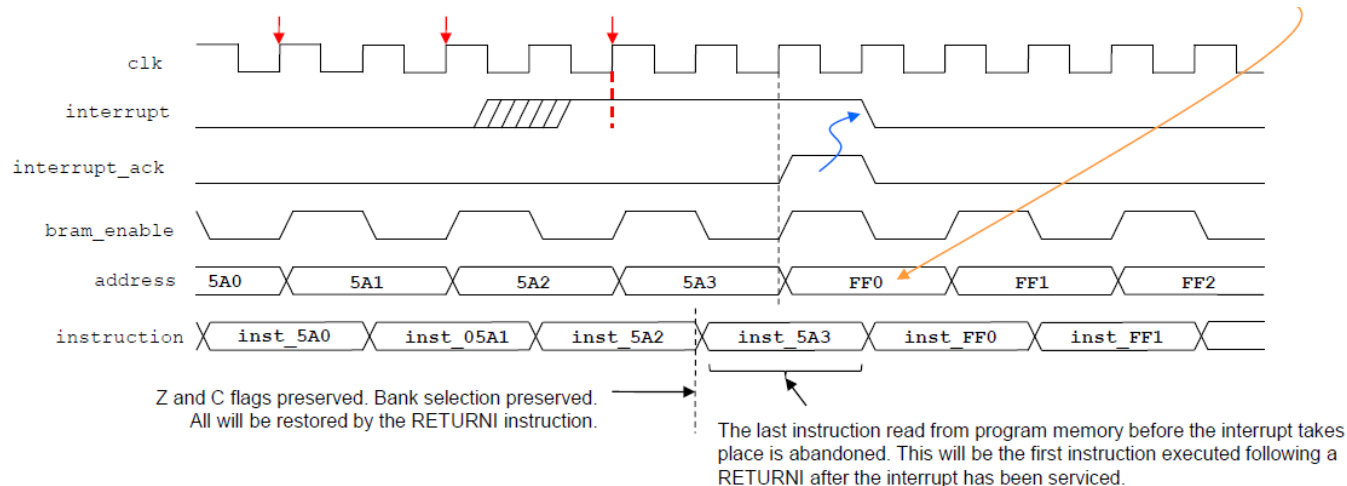 clk
interrupt
interrupt_ack
bram_enable
address 5A0 5A1 5A2 5A3 FF0 FF1 FF2
instruction inst_5A0 inst_05A1 inst_5A2 inst_5A3 inst_FF0 inst_FF1
Z and C flags preserved. Bank selection preserved.
All will be restored by the RETURNI instruction.
The last instruction read from program memory before the interrupt takes
place is abandoned. This will be the first instruction executed following a
RETURNI after the interrupt has been serviced.